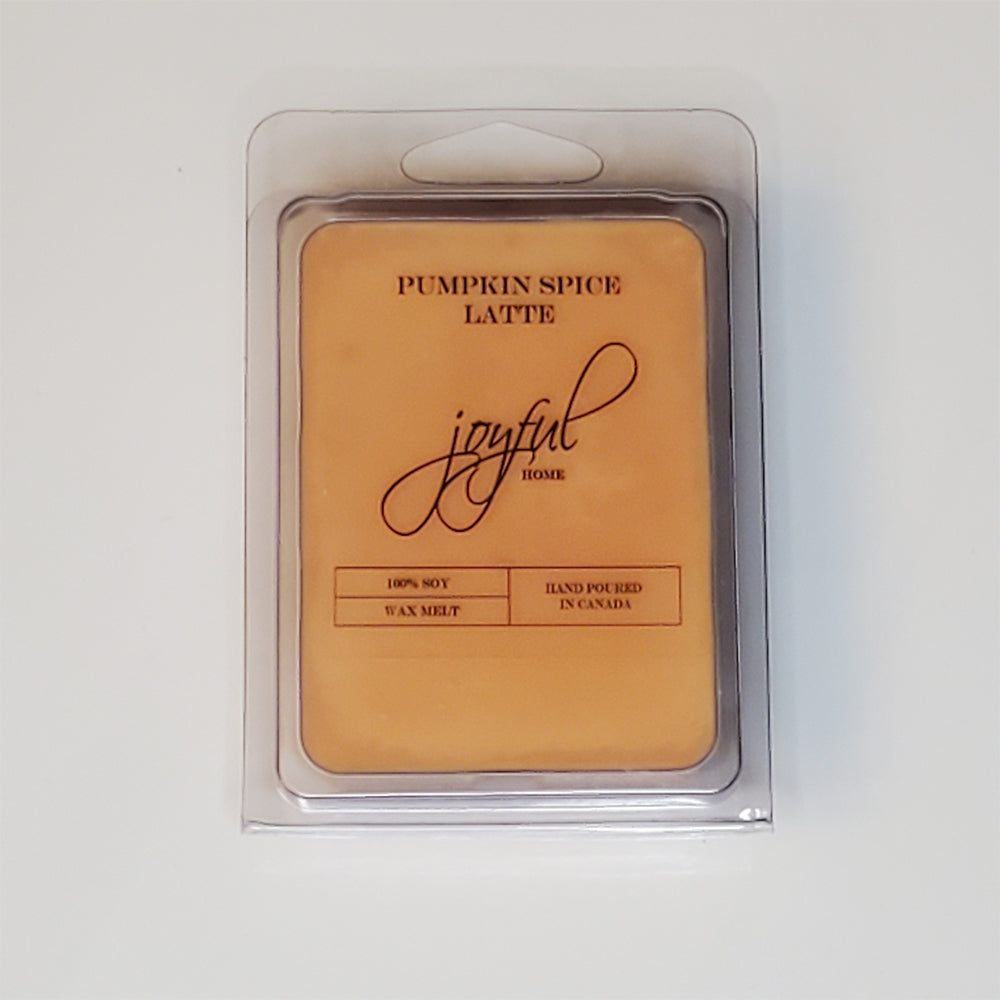 PUMPKIN SPICE
LATTE
joyful
HOME
100% SOY
WAX MELT
HAND POURED
IN CANADA